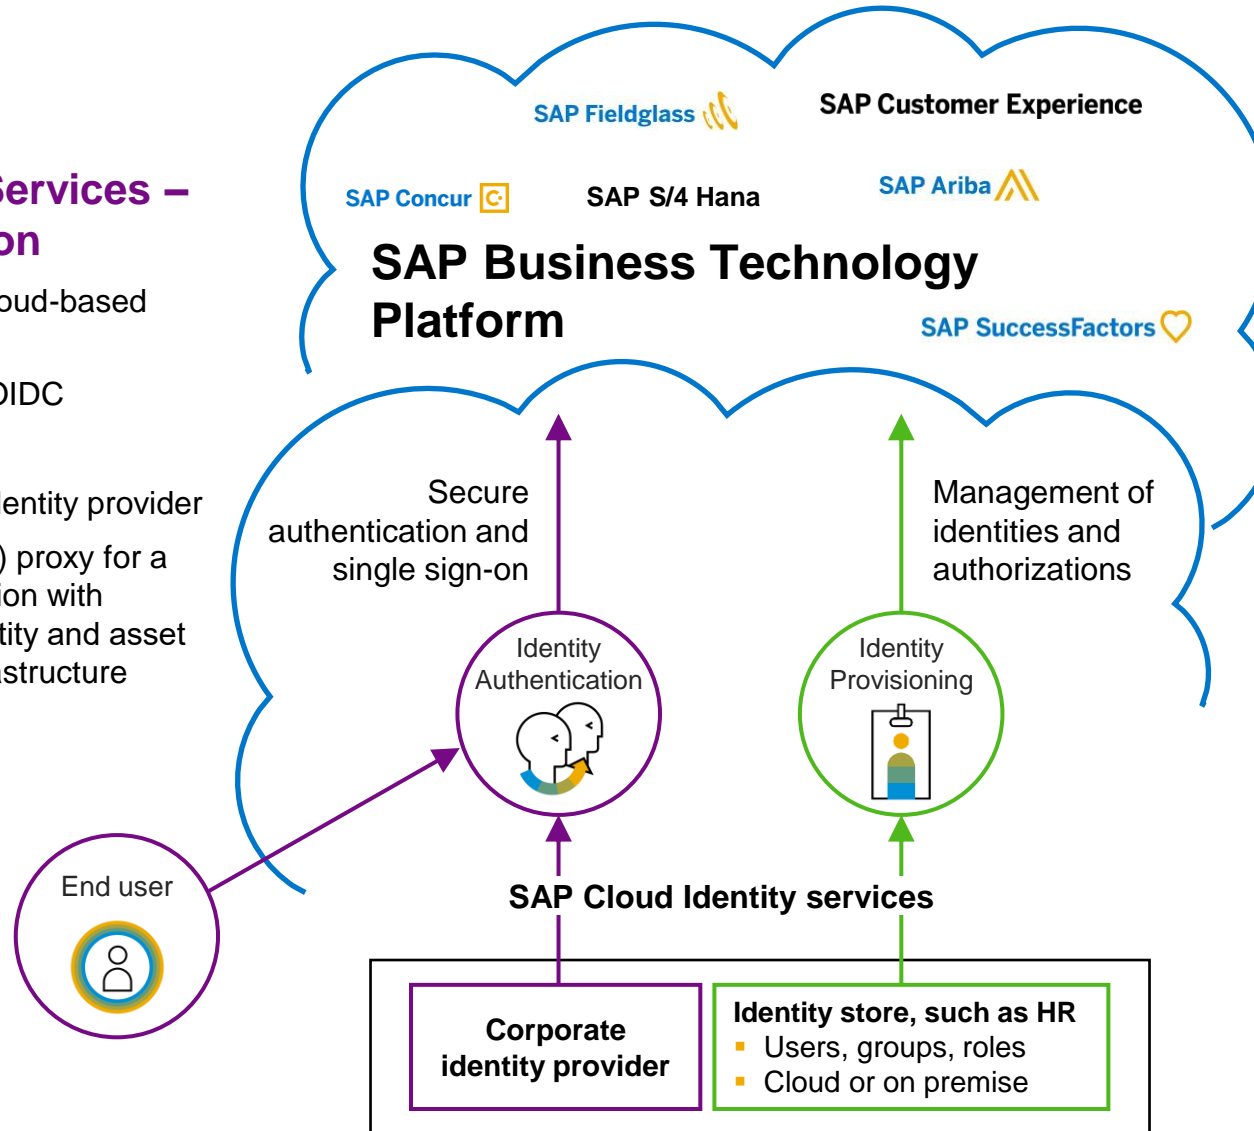 Services –
on
oud-based
OIDC
entity provider
) proxy for a
ion with
tity and asset
astructure
SAP Fieldglass
SAP Customer Experience
SAP Concur C
SAP S/4 Hana
SAP Ariba
SAP Business Technology
Platform
SAP SuccessFactors
Secure
authentication and
single sign-on
Management of
identities and
authorizations
Identity
Authentication
Identity
Provisioning
End user
SAP Cloud Identity services
Corporate
identity provider
Identity store, such as HR
▪ Users, groups, roles
▪ Cloud or on premise